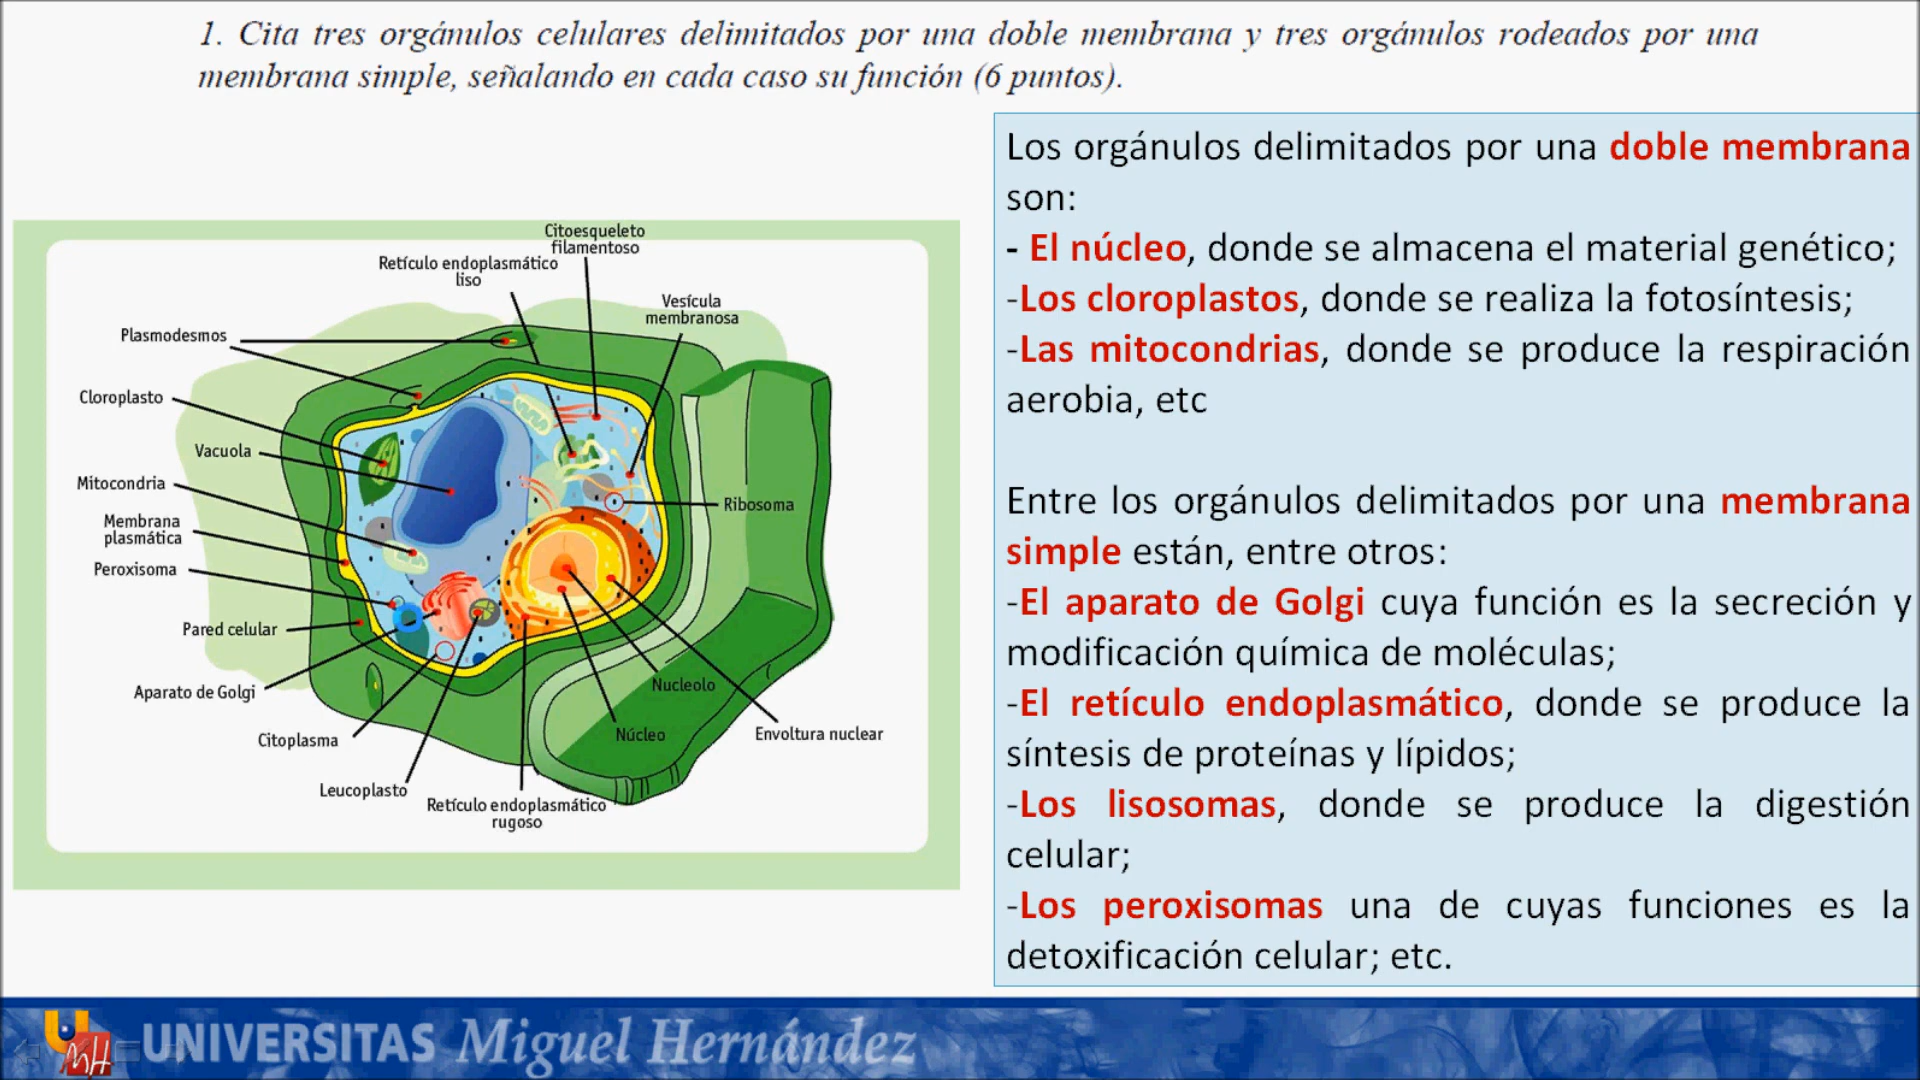 1. Cita tres orgánulos celulares delimitados por una doble membrana y tres orgánulos rodeados por una
membrana simple, señalando en cada caso su función (6 puntos).
Los orgánulos delimitados por una doble membrana
son:
- El núcleo, donde se almacena el material genético;
-Los cloroplastos, donde se realiza la fotosíntesis;
-Las mitocondrias, donde se produce la respiración
aerobia, etc
Entre los orgánulos delimitados por una membrana
simple están, entre otros:
-El aparato de Golgi cuya función es la secreción y
modificación química de moléculas;
-El retículo endoplasmático, donde se produce la
síntesis de proteínas y lípidos;
-Los lisosomas, donde se produce la digestión
celular;
-Los peroxisomas una de cuyas funciones es la
detoxificación celular; etc.
Citoesqueleto
filamentoso
Retículo endoplasmático
liso
Vesícula
membranosa
Plasmodesmos
Cloroplasto
Vacuola
Mitocondria
Membrana
plasmática
Peroxisoma
Pared celular
Aparato de Golgi
Citoplasma
Leucoplasto
Retículo endoplasmático
rugoso
Ribosoma
Nucleolo
Núcleo
Envoltura nuclear
UMH
UNIVERSITAS Miguel Hernández